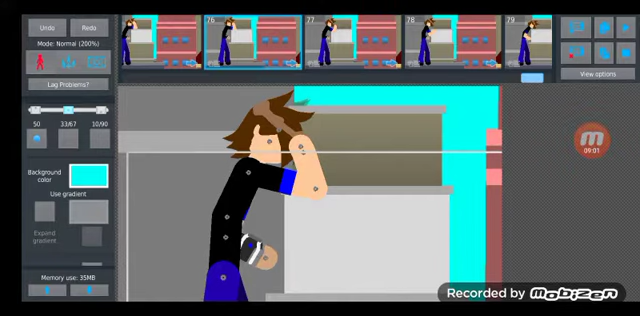 Undo Redo
Mode: Normal (200%)
Lag Problems?
50 33/67 10/90
Background color
Use gradient
Expand gradient
Memory use: 35MB
76 77 78 79
View options
09:01
Recorded by mobizen